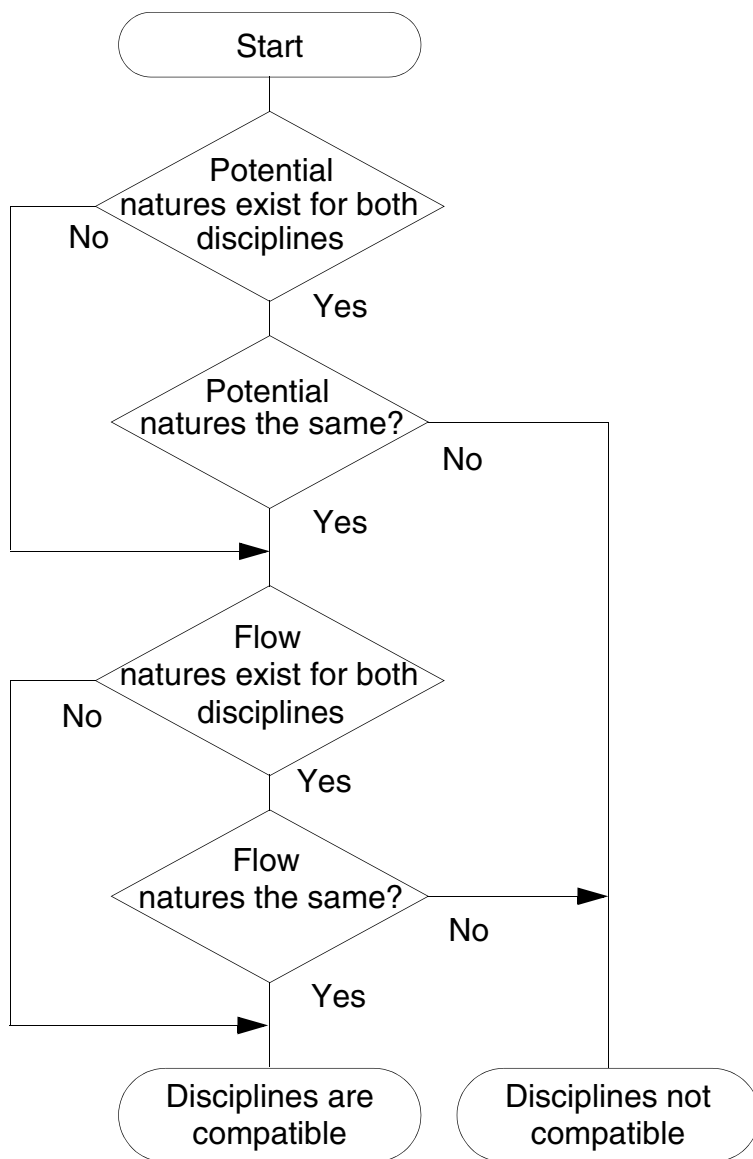 Start
Potential
natures exist for both
disciplines
No
Yes
Potential
natures the same?
No
Yes
Flow
natures exist for both
disciplines
No
Yes
Flow
natures the same?
No
Yes
Disciplines are
compatible
Disciplines not
compatible